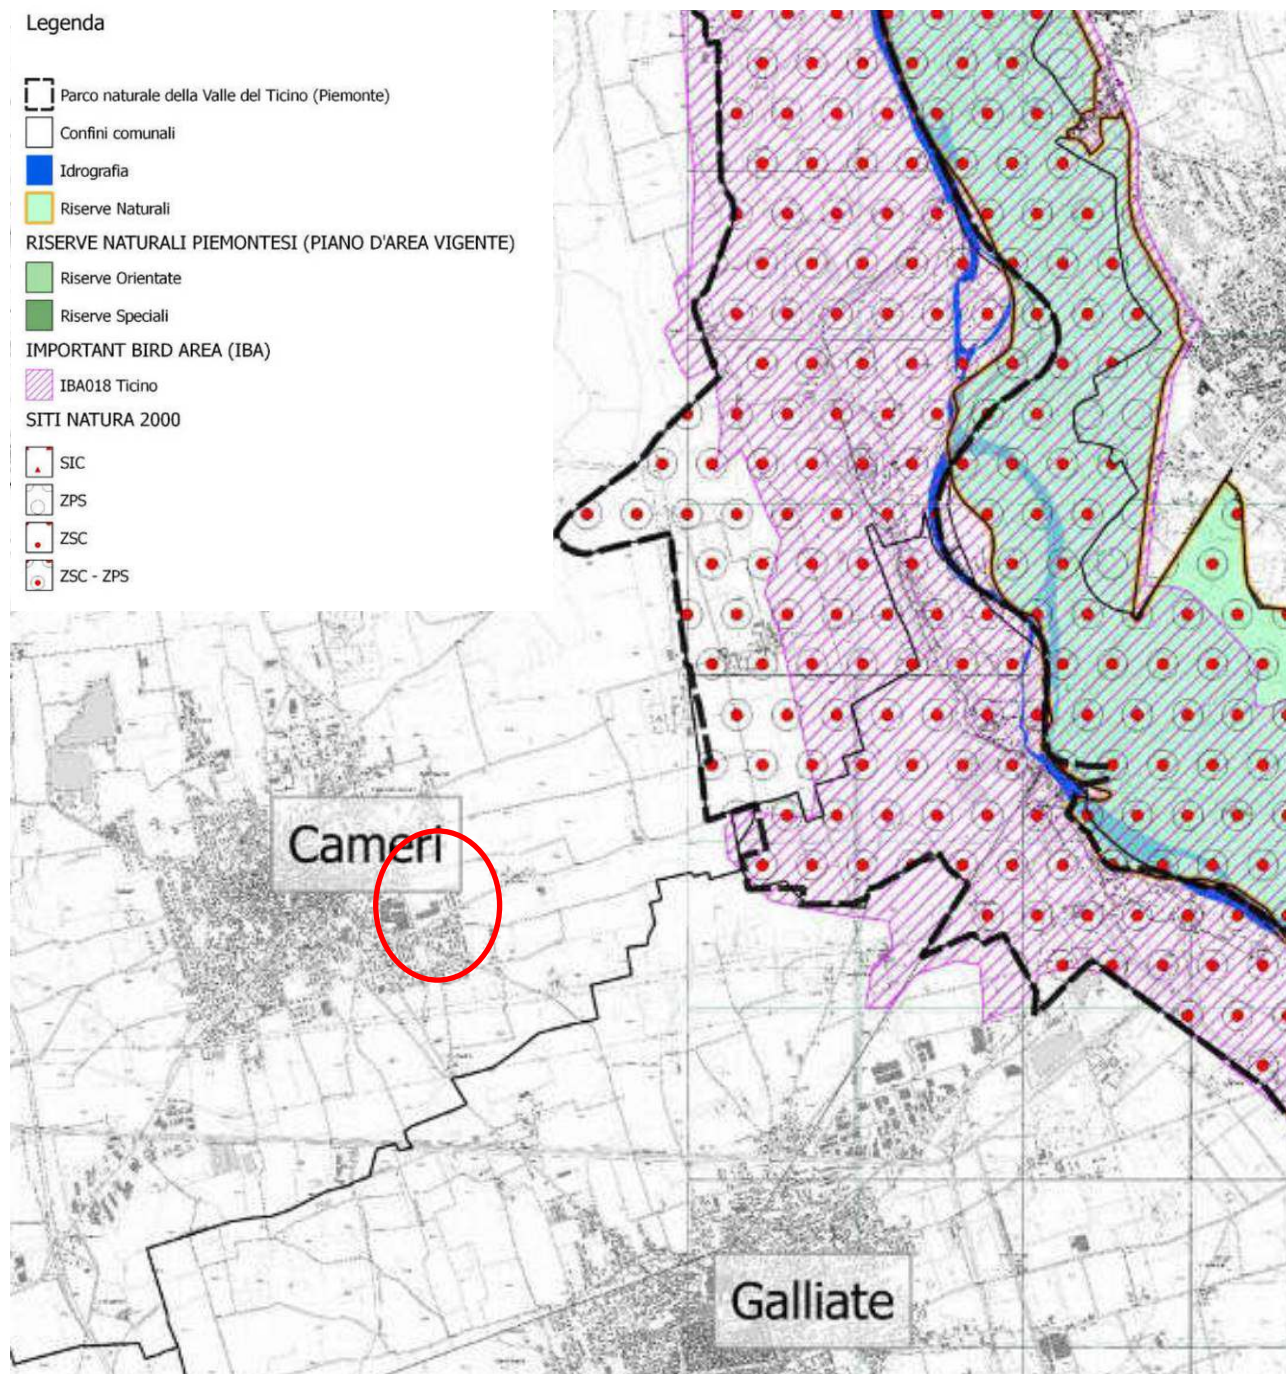 Legenda
Parco naturale della Valle del Ticino (Piemonte)
Confini comunali
Idrografia
Riserve Naturali
RISERVE NATURALI PIEMONTESI (PIANO D'AREA VIGENTE)
Riserve Orientate
Riserve Speciali
IMPORTANT BIRD AREA (IBA)
IBA018 Ticino
SITI NATURA 2000
SIC
ZPS
ZSC
ZSC - ZPS
Cameri
Galliate